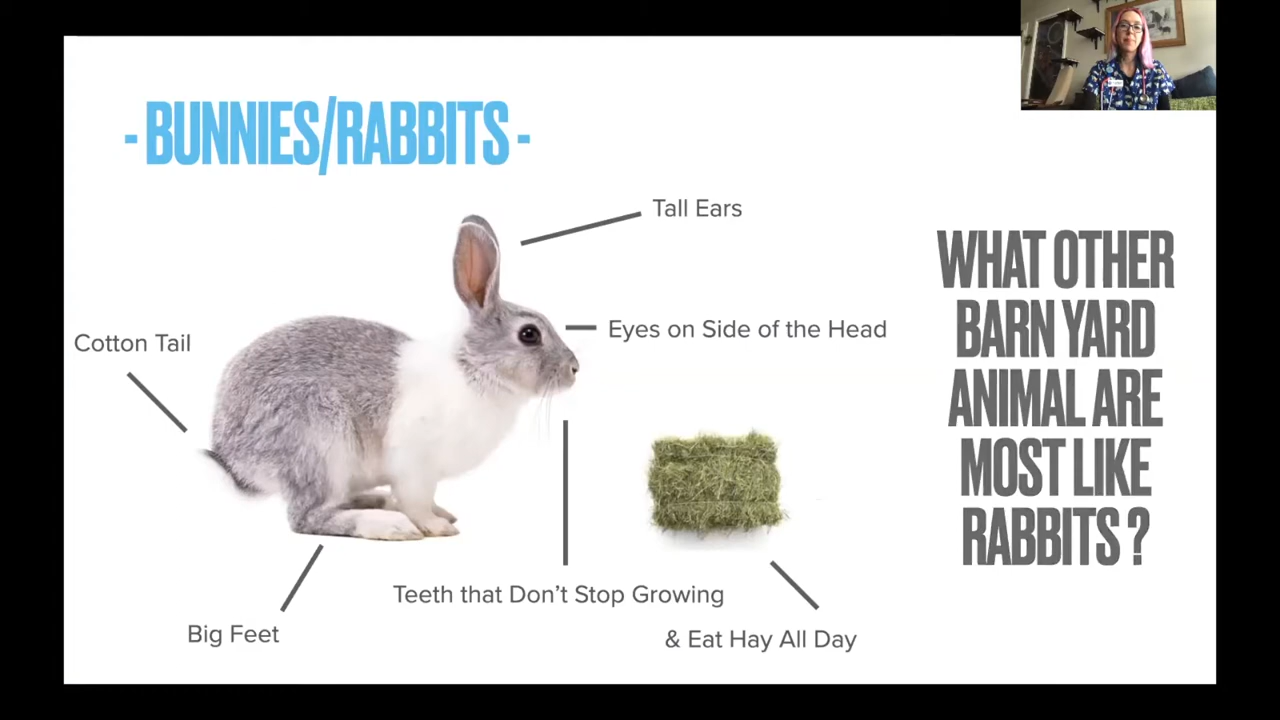 - BUNNIES/RABBITS -
Tall Ears
Eyes on Side of the Head
Cotton Tail
Teeth that Don't Stop Growing
Big Feet
& Eat Hay All Day
WHAT OTHER
BARN YARD
ANIMAL ARE
MOST LIKE
RABBITS ?